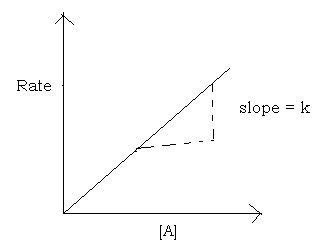 Rate
slope = k
[A]